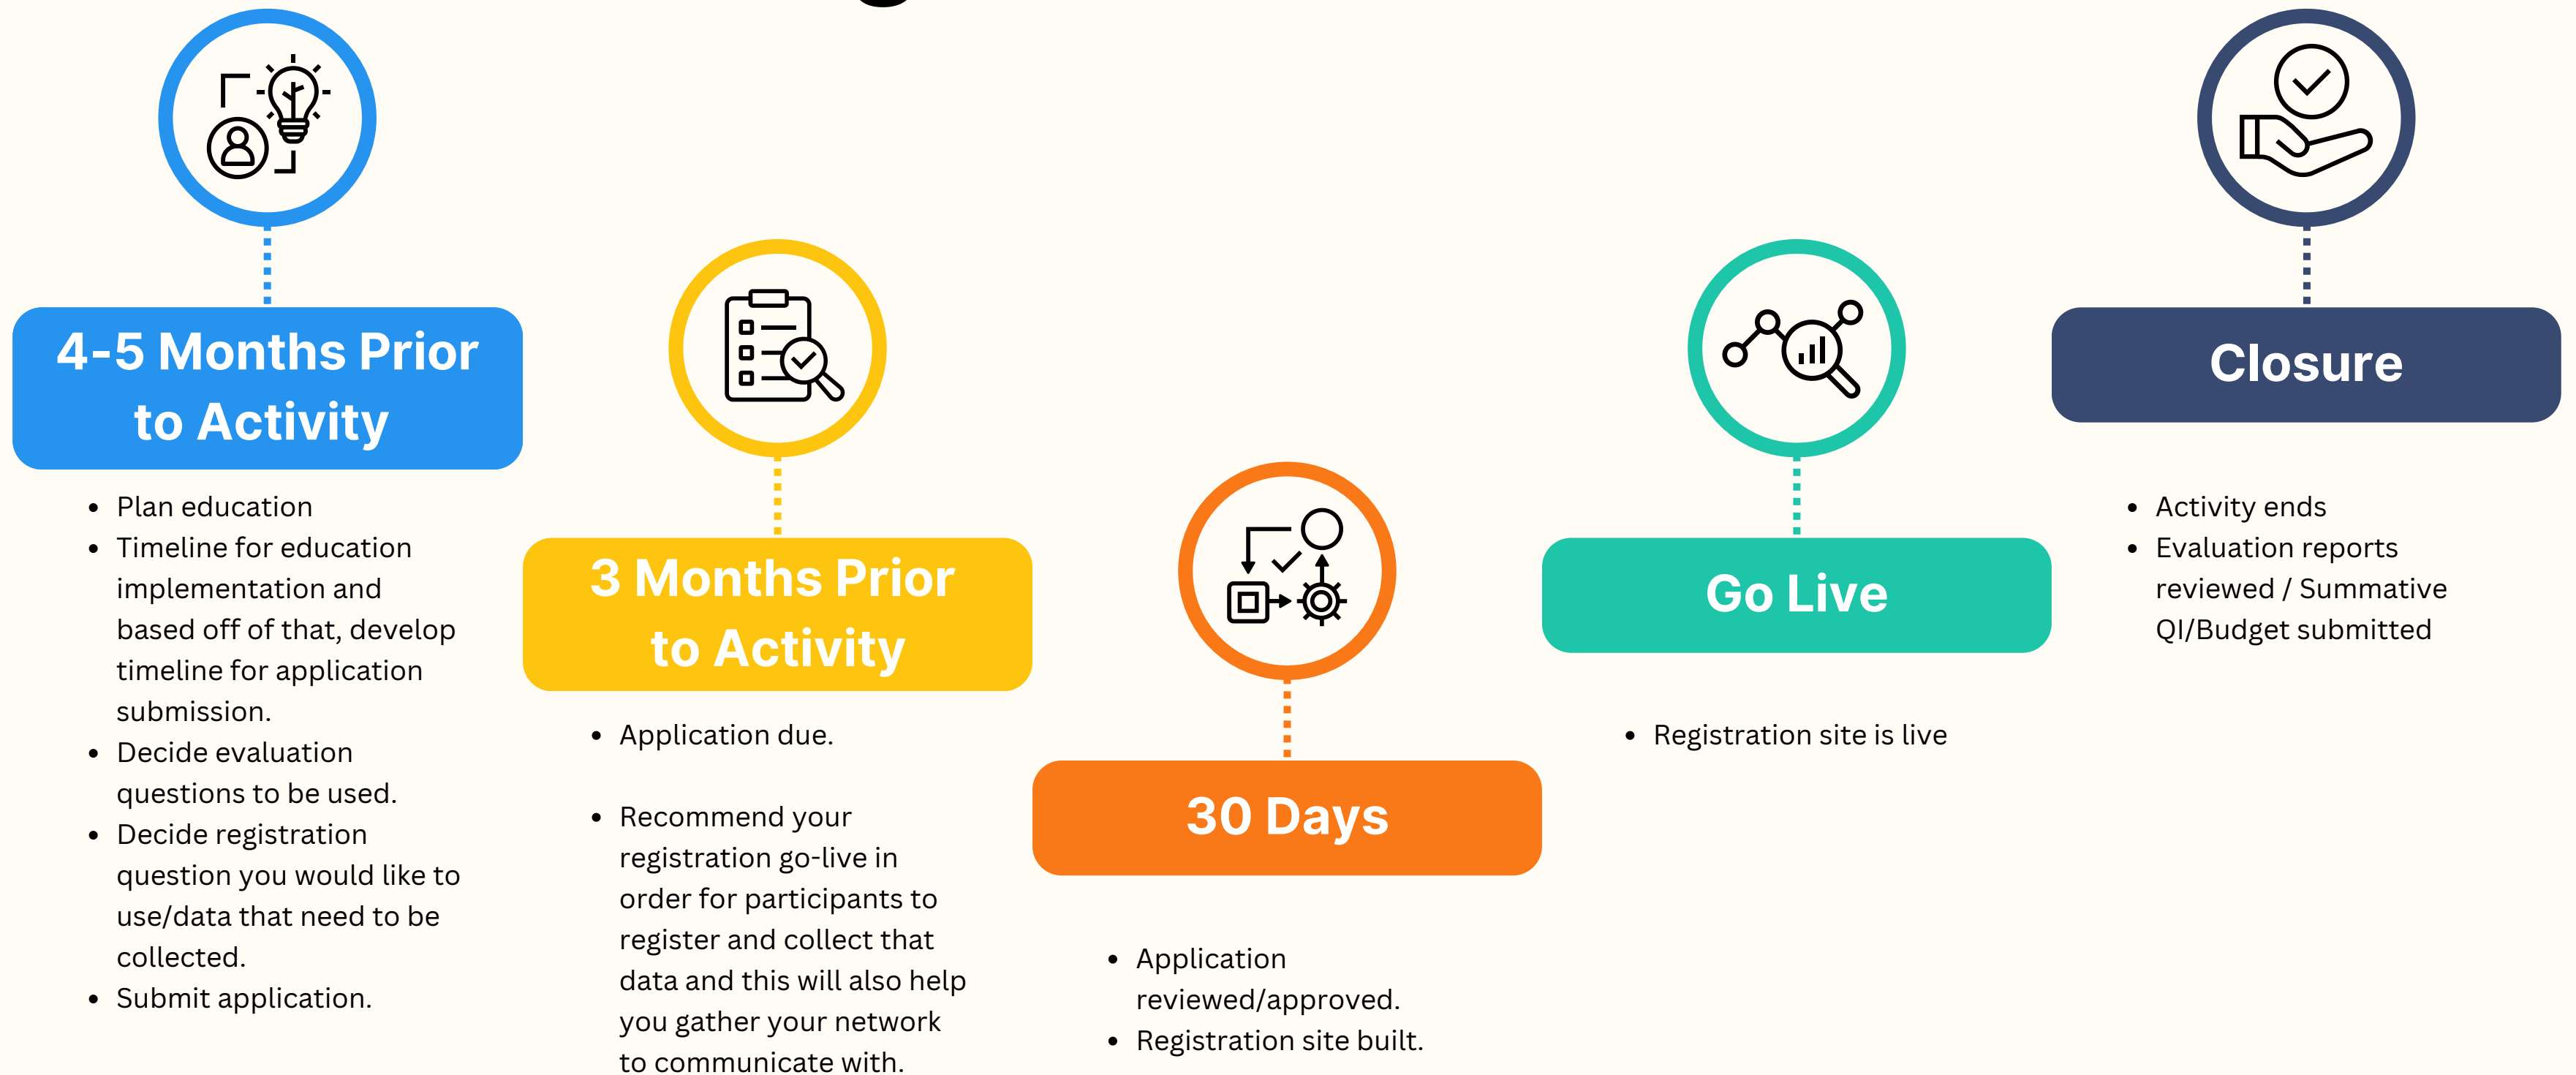 4-5 Months Prior
to Activity
• Plan education
• Timeline for education
implementation and
based off of that, develop
timeline for application
submission.
• Decide evaluation
questions to be used.
• Decide registration
question you would like to
use/data that need to be
collected.
• Submit application.
3 Months Prior
to Activity
• Application due.
• Recommend your
registration go-live in
order for participants to
register and collect that
data and this will also help
you gather your network
to communicate with.
30 Days
• Application
reviewed/approved.
• Registration site built.
Go Live
• Registration site is live
Closure
• Activity ends
• Evaluation reports
reviewed / Summative
QI/Budget submitted